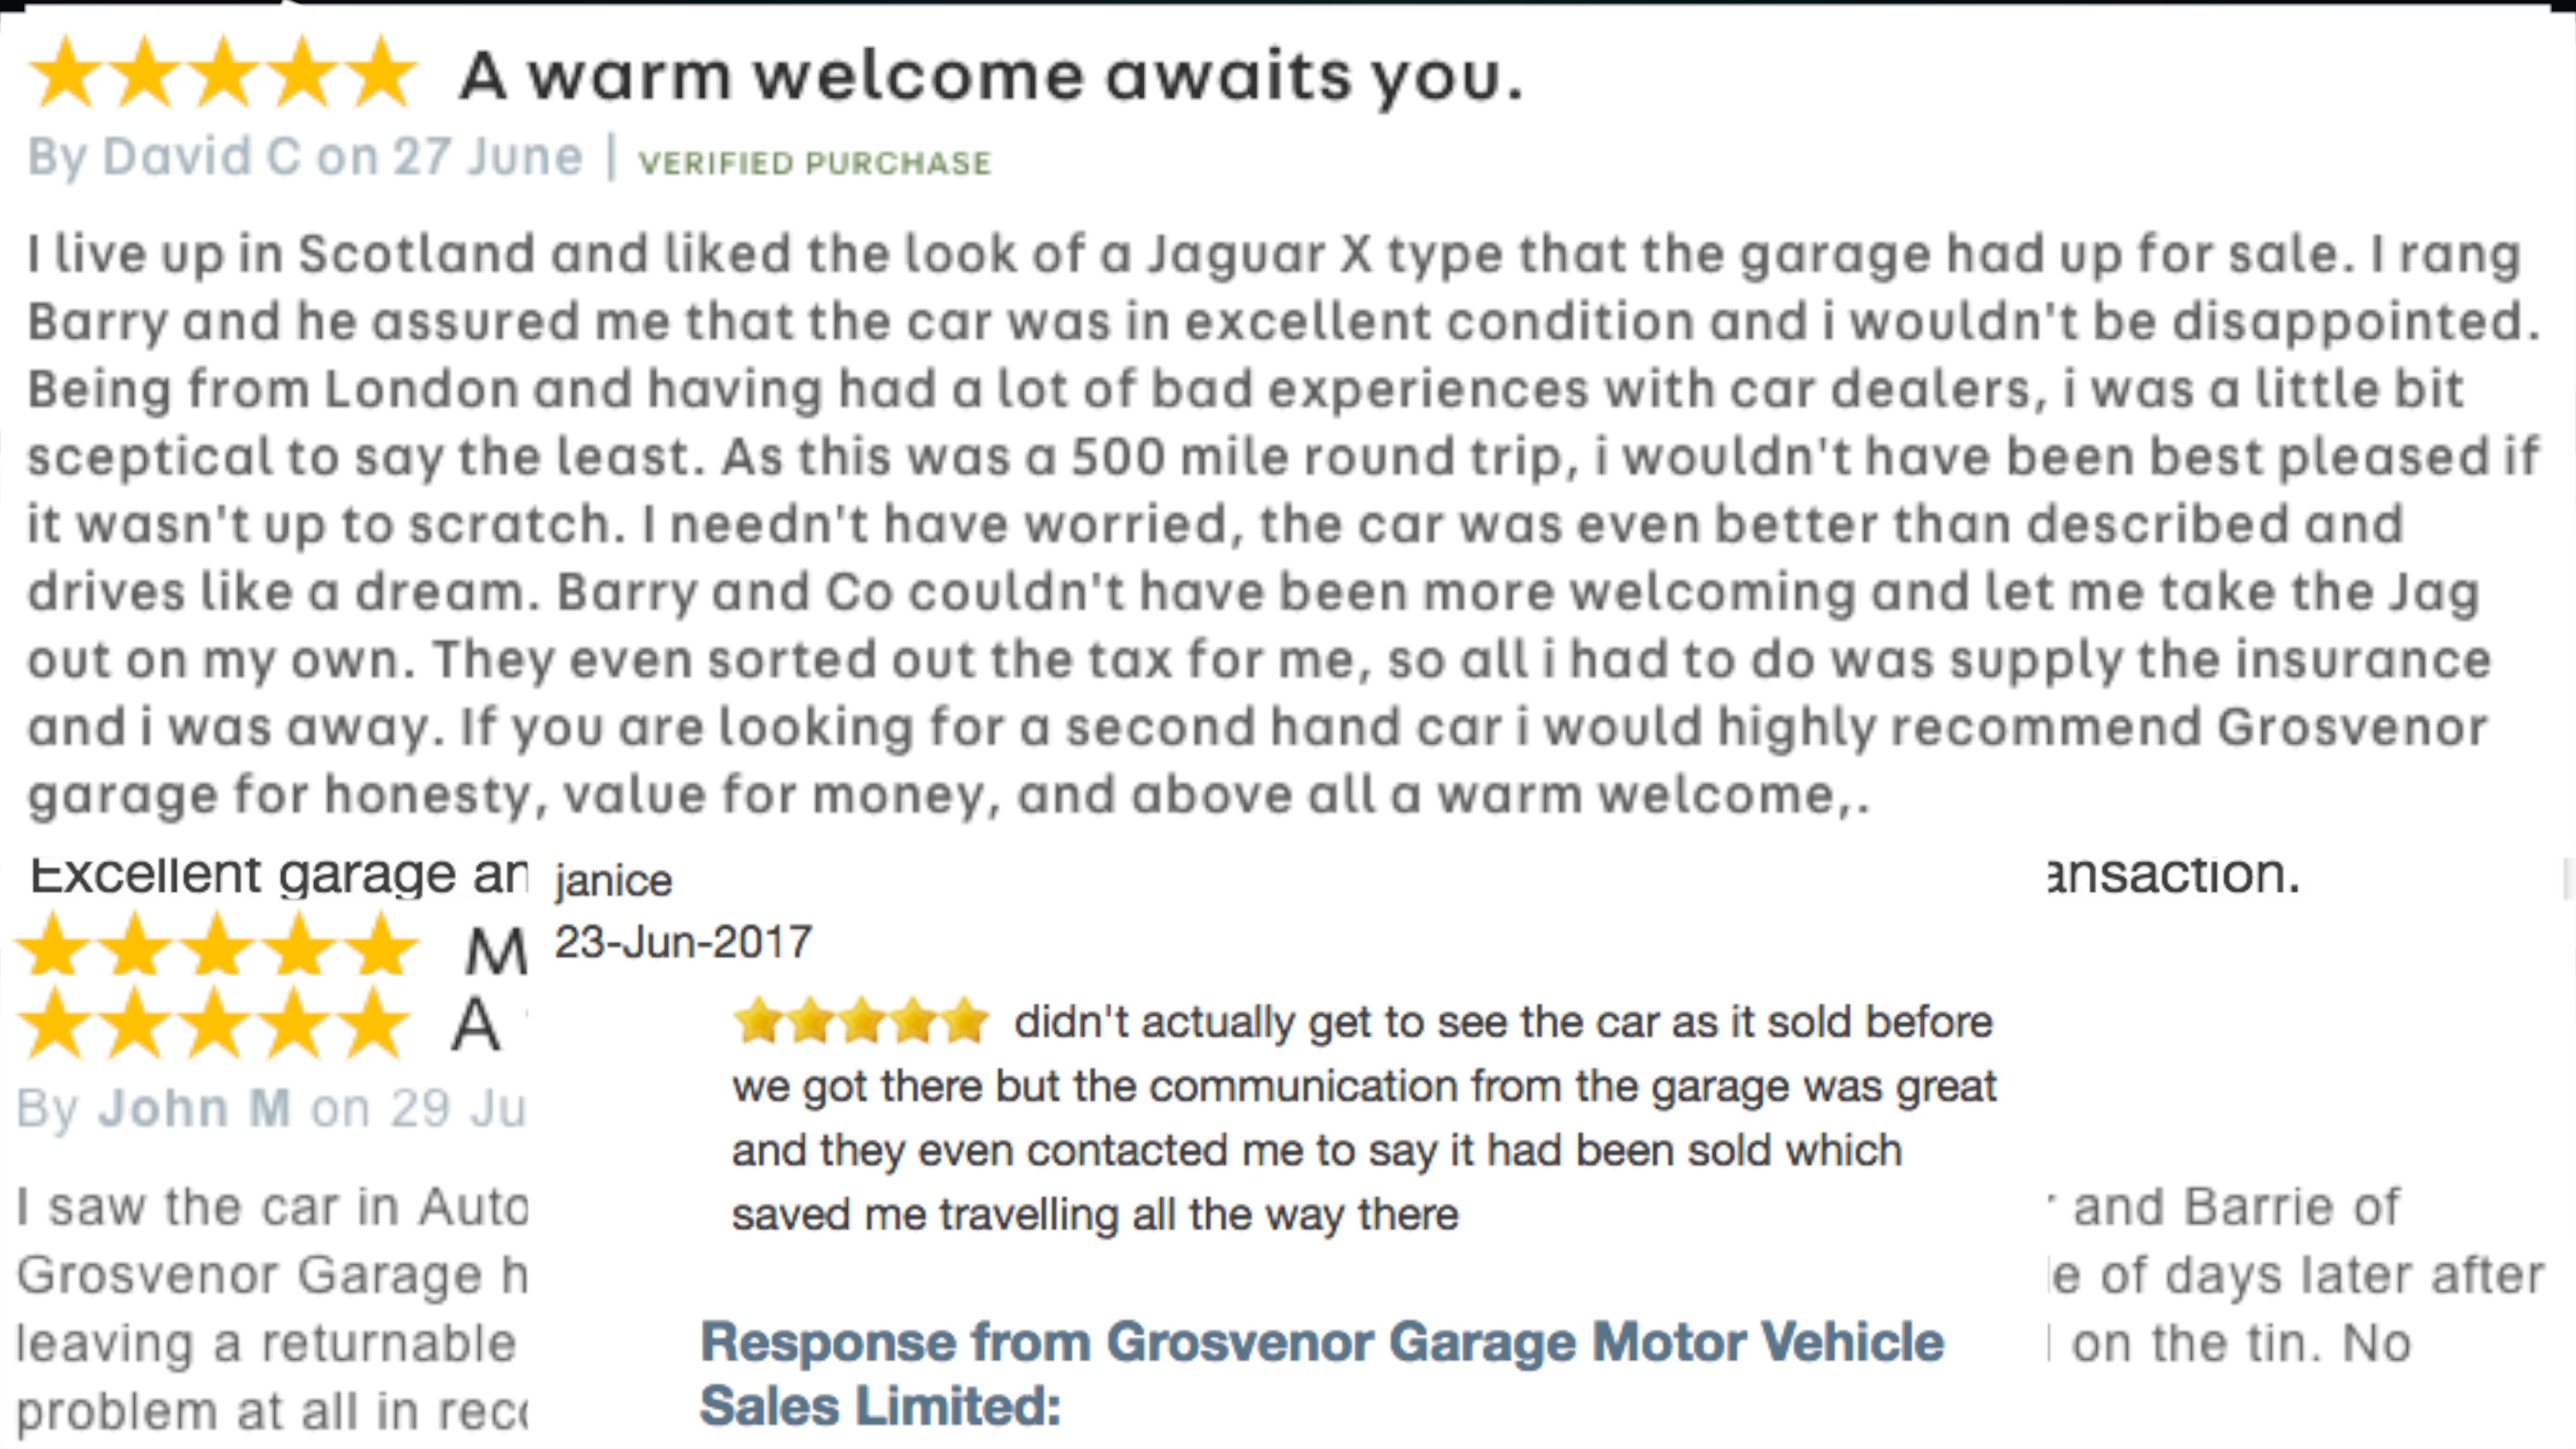 A warm welcome awaits you.
By David C on 27 June | VERIFIED PURCHASE
I live up in Scotland and liked the look of a Jaguar X type that the garage had up for sale. I rang
Barry and he assured me that the car was in excellent condition and i wouldn't be disappointed.
Being from London and having had a lot of bad experiences with car dealers, i was a little bit
sceptical to say the least. As this was a 500 mile round trip, i wouldn't have been best pleased if
it wasn't up to scratch. I needn't have worried, the car was even better than described and
drives like a dream. Barry and Co couldn't have been more welcoming and let me take the Jag
out on my own. They even sorted out the tax for me, so all i had to do was supply the insurance
and i was away. If you are looking for a second hand car i would highly recommend Grosvenor
garage for honesty, value for money, and above all a warm welcome,.
Excellent garage
janice
23-Jun-2017
didn't actually get to see the car as it sold before
we got there but the communication from the garage was great
and they even contacted me to say it had been sold which
saved me travelling all the way there
Response from Grosvenor Garage Motor Vehicle
Sales Limited:
A
By John M on 29
I saw the car in Auto
Grosvenor Garage
leaving a returnable
problem at all in
and Barrie of
of days later after
on the tin. No